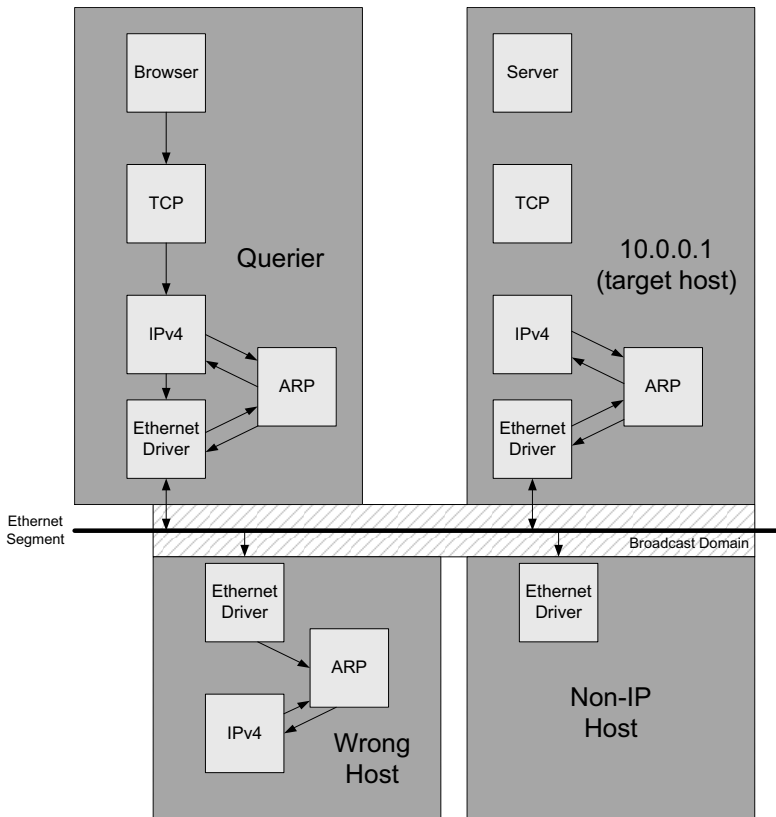 Browser
TCP
Querier
IPv4
ARP
Ethernet
Driver
Server
TCP
10.0.0.1
(target host)
IPv4
ARP
Ethernet
Driver
Ethernet
Segment
Broadcast Domain
Ethernet
Driver
ARP
IPv4
Wrong
Host
Ethernet
Driver
Non-IP
Host